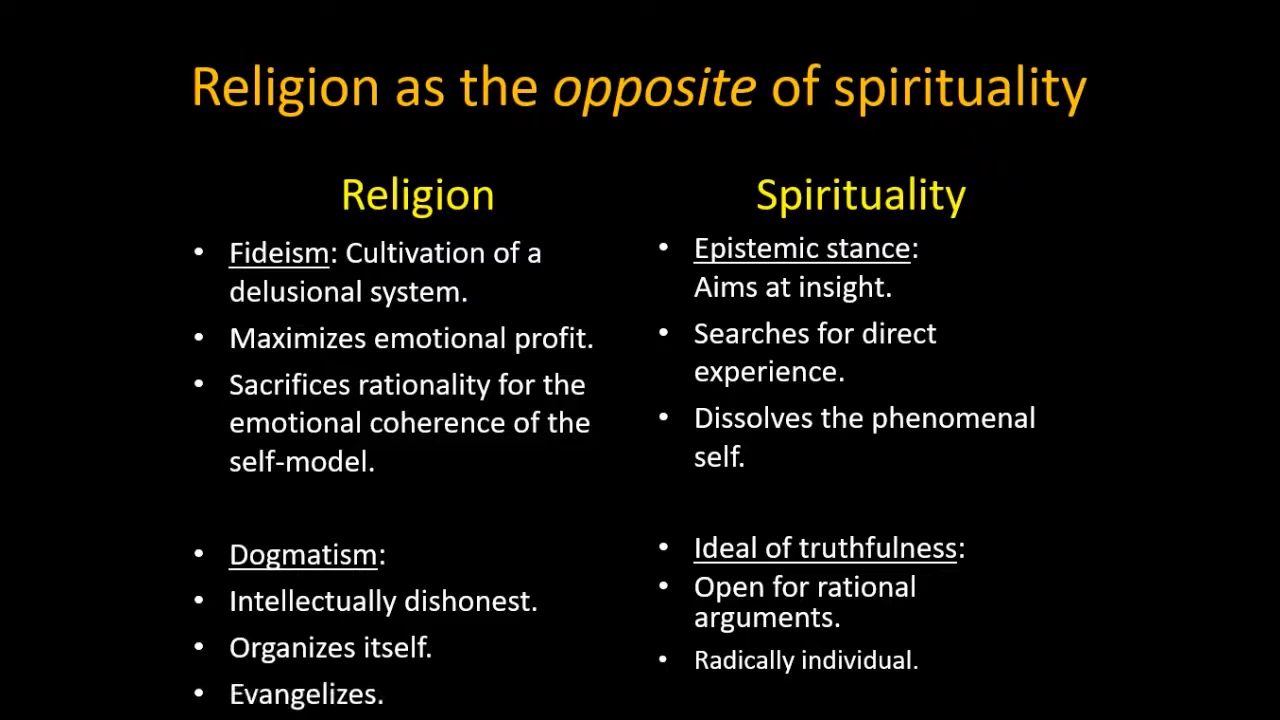 Religion as the opposite of spirituality
Religion
• Fideism: Cultivation of a
delusional system.
• Maximizes emotional profit.
• Sacrifices rationality for the
emotional coherence of the
self-model.
• Dogmatism:
• Intellectually dishonest.
• Organizes itself.
• Evangelizes.
Spirituality
• Epistemic stance:
Aims at insight.
• Searches for direct
experience.
• Dissolves the phenomenal
self.
• Ideal of truthfulness:
• Open for rational
arguments.
• Radically individual.